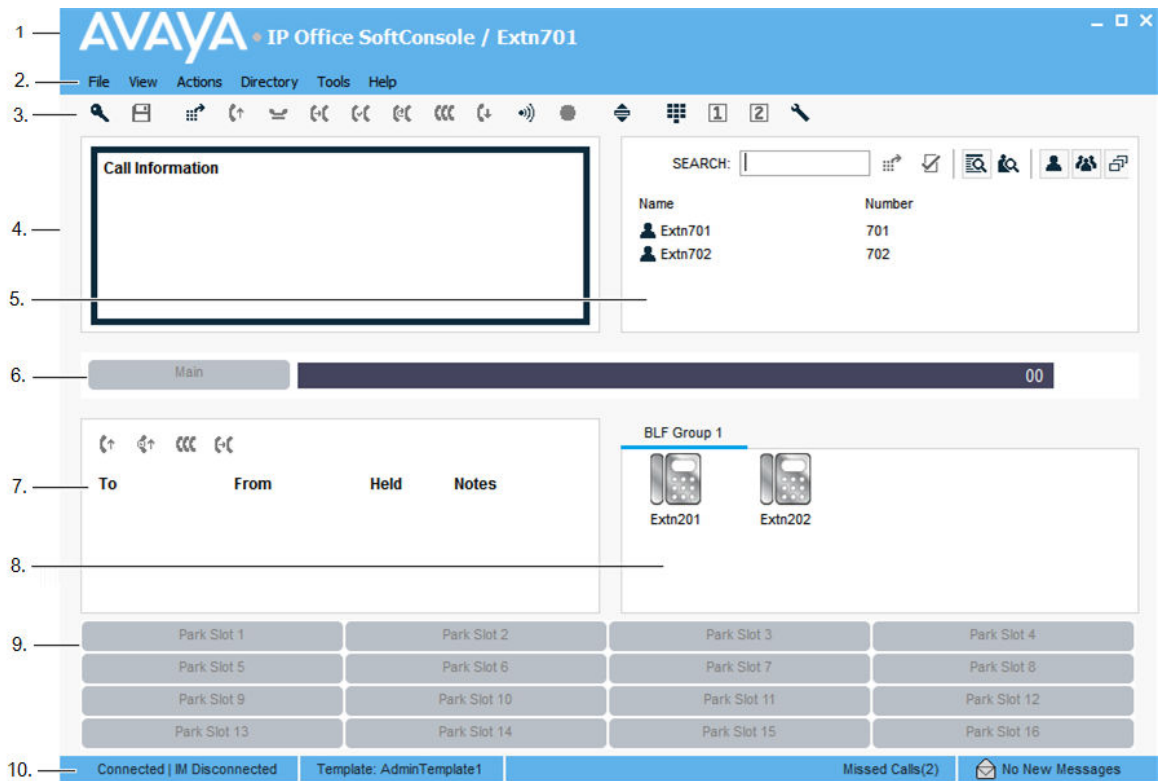 1
AVAYA • IP Office SoftConsole / Extn701
2.
File View Actions Directory Tools Help
3.
1 2
Call Information
SEARCH:
Name Number
4.
Extn701 701
Extn702 702
5.
6.
Main 00
BLF Group 1
7.
To From Held Notes
Extn201 Extn202
8.
9.
Park Slot 1 Park Slot 2 Park Slot 3 Park Slot 4
Park Slot 5 Park Slot 6 Park Slot 7 Park Slot 8
Park Slot 9 Park Slot 10 Park Slot 11 Park Slot 12
Park Slot 13 Park Slot 14 Park Slot 15 Park Slot 16
10.
Connected | IM Disconnected Template: AdminTemplate1 Missed Calls(2) No New Messages